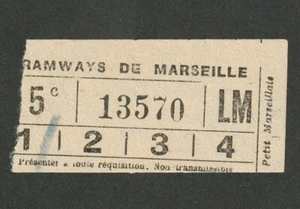 RAMWAYS DE MARSEILLE
5c 13570 LM
1 2 3 4
Présenter à toute réquisition. Non transmissible
Petit Marseillais